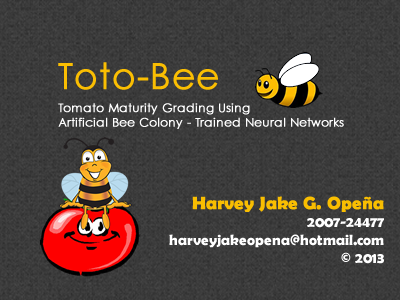 Toto-Bee
Tomato Maturity Grading Using
Artificial Bee Colony - Trained Neural Networks
Harvey Jake G. Opeña
2007-24477
harveyjakeopena@hotmail.com
© 2013